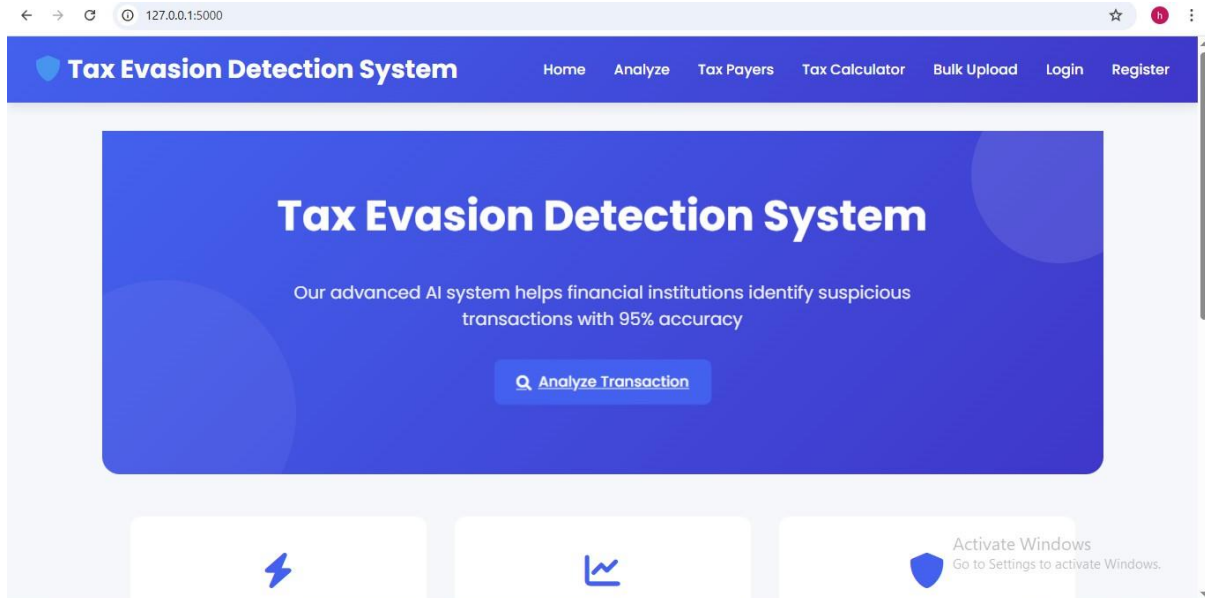 127.0.0.1:5000
h
Tax Evasion Detection System
Home Analyze Tax Payers Tax Calculator Bulk Upload Login Register
Tax Evasion Detection System
Our advanced AI system helps financial institutions identify suspicious
transactions with 95% accuracy
Analyze Transaction
Activate Windows
Go to Settings to activate Windows.